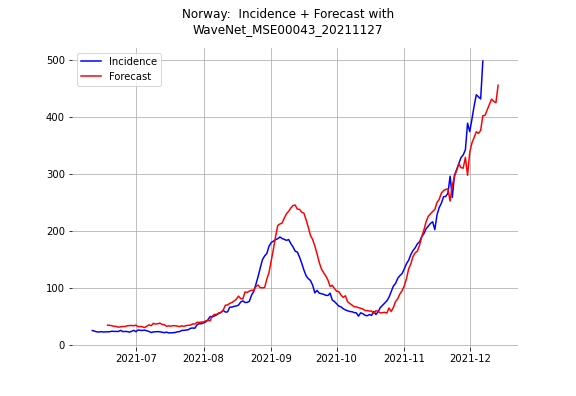 Norway:  Incidence + Forecast with
WaveNet_MSE00043_20211127
Incidence
Forecast
500
400
300
200
100
0
2021-07 2021-08 2021-09 2021-10 2021-11 2021-12